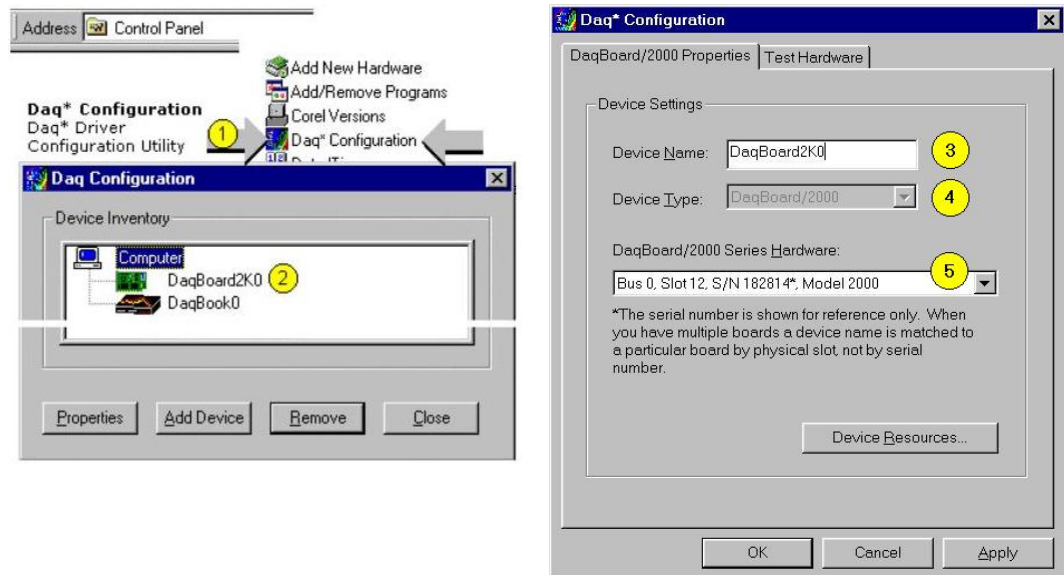 Address Control Panel
Add New Hardware
Add/Remove Programs
Corel Versions
Daq* Configuration
Daq* Configuration
Daq* Driver
Configuration Utility
1
Daq Configuration
Device Inventory
Computer
DaqBoard2K0 2
DaqBook0
Properties Add Device Remove Close
Daq* Configuration
DaqBoard/2000 Properties Test Hardware
Device Settings
Device Name: DaqBoard2K0 3
Device Type: DaqBoard/2000 4
DaqBoard/2000 Series Hardware:
5
Bus 0, Slot 12, S/N 182814*, Model 2000
*The serial number is shown for reference only. When
you have multiple boards a device name is matched to
a particular board by physical slot, not by serial
number.
Device Resources...
OK Cancel Apply